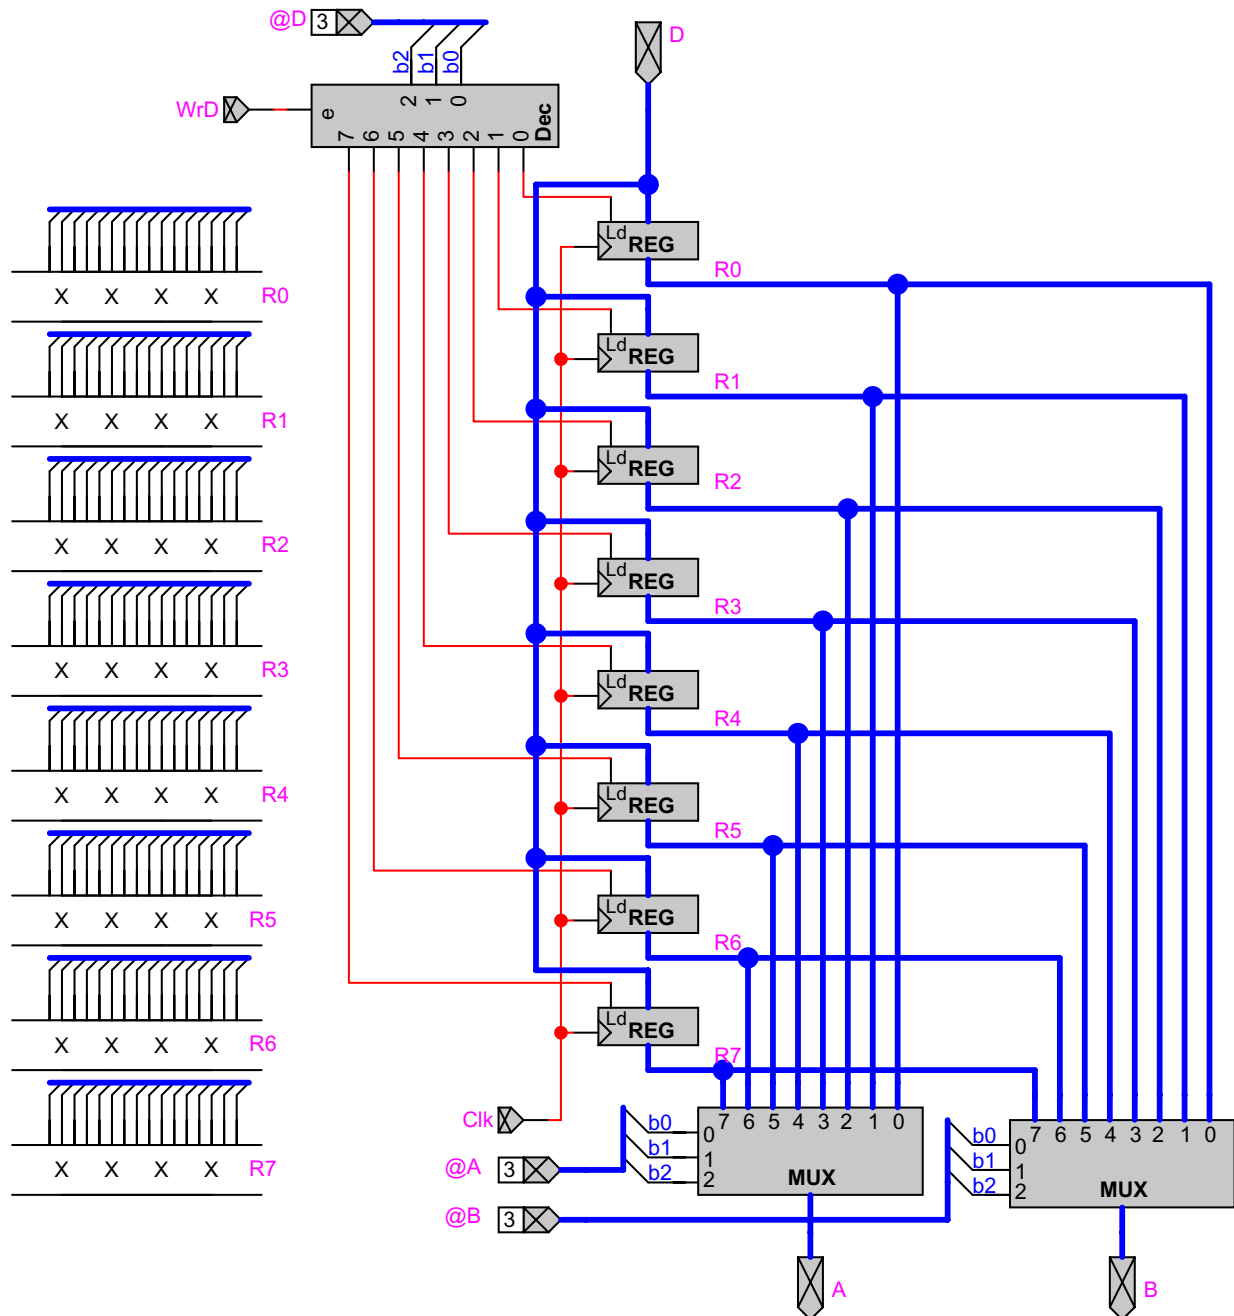 @D 3
b2 b1 b0
D
WrD
e 2 1 0 Dec
7 6 5 4 3 2 1 0
Ld REG
R0
X X X X R0
Ld REG
R1
X X X X R1
Ld REG
R2
X X X X R2
Ld REG
R3
X X X X R3
Ld REG
R4
X X X X R4
Ld REG
R5
X X X X R5
Ld REG
R6
X X X X R6
Ld REG
R7
X X X X R7
Clk
@A 3
b0 b1 b2
7 6 5 4 3 2 1 0
0
1
2 MUX
@B 3
b0 b1 b2
7 6 5 4 3 2 1 0
0
1
2 MUX
A
B